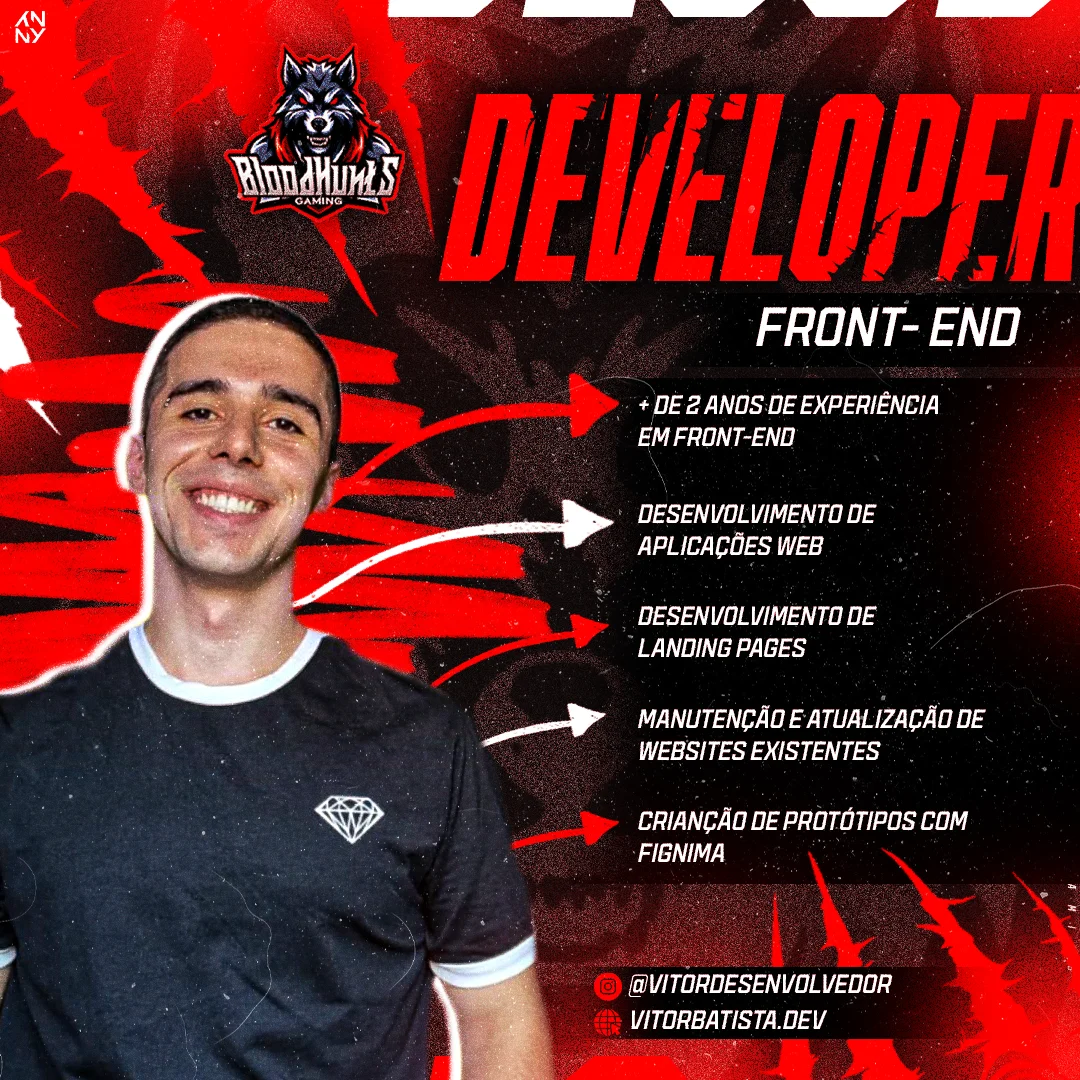 BLOOD
BLOODHUNTS
GAMING
DEVELOPER
FRONT- END
+ DE 2 ANOS DE EXPERIÊNCIA
EM FRONT-END
DESENVOLVIMENTO DE
APLICAÇÕES WEB
DESENVOLVIMENTO DE
LANDING PAGES
MANUTENÇÃO E ATUALIZAÇÃO DE
WEBSITES EXISTENTES
CRIANÇÃO DE PROTÓTIPOS COM
FIGNIMA
@VITORDESENVOLVEDOR
VITORBATISTA.DEV